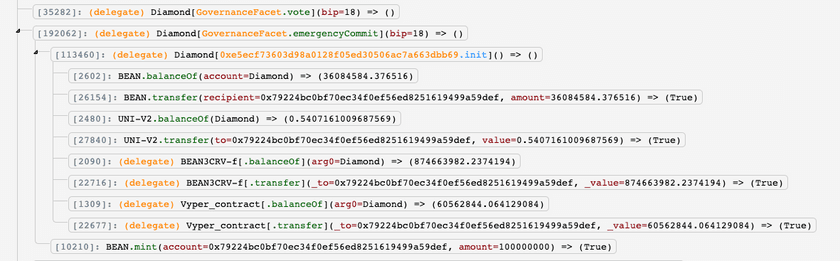 [35282]: (delegate) Diamond[GovernanceFacet.vote](bip=18) => ()
[192062]: (delegate) Diamond[GovernanceFacet.emergencyCommit](bip=18) => ()
[113460]: (delegate) Diamond[0xe5ecf73603d98a0128f05ed30506ac7a663dbb69.init]() => ()
[2602]: BEAN.balanceOf(account=Diamond) => (36084584.376516)
[26154]: BEAN.transfer(recipient=0x79224bc0bf70ec34f0ef56ed8251619499a59def, amount=36084584.376516) => (True)
[2480]: UNI-V2.balanceOf(Diamond) => (0.5407161009687569)
[27840]: UNI-V2.transfer(to=0x79224bc0bf70ec34f0ef56ed8251619499a59def, value=0.5407161009687569) => (True)
[2090]: (delegate) BEAN3CRV-f[.balanceOf](arg0=Diamond) => (874663982.2374194)
[22716]: (delegate) BEAN3CRV-f[.transfer](_to=0x79224bc0bf70ec34f0ef56ed8251619499a59def, _value=874663982.2374194) => (True)
[1309]: (delegate) Vyper_contract[.balanceOf](arg0=Diamond) => (60562844.064129084)
[22677]: (delegate) Vyper_contract[.transfer](_to=0x79224bc0bf70ec34f0ef56ed8251619499a59def, _value=60562844.064129084) => (True)
[10210]: BEAN.mint(account=0x79224bc0bf70ec34f0ef56ed8251619499a59def, amount=100000000) => (True)